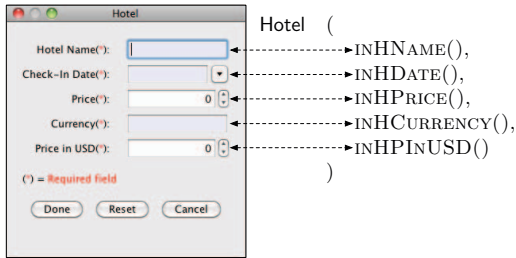 Hotel
Hotel (
Hotel Name(*): inHName(),
Check-In Date(*): inHDate(),
Price(*): 0 inHPrice(),
Currency(*): inHCurrency(),
Price in USD(*): 0 inHPInUSD()
)
(*) = Required field
Done Reset Cancel